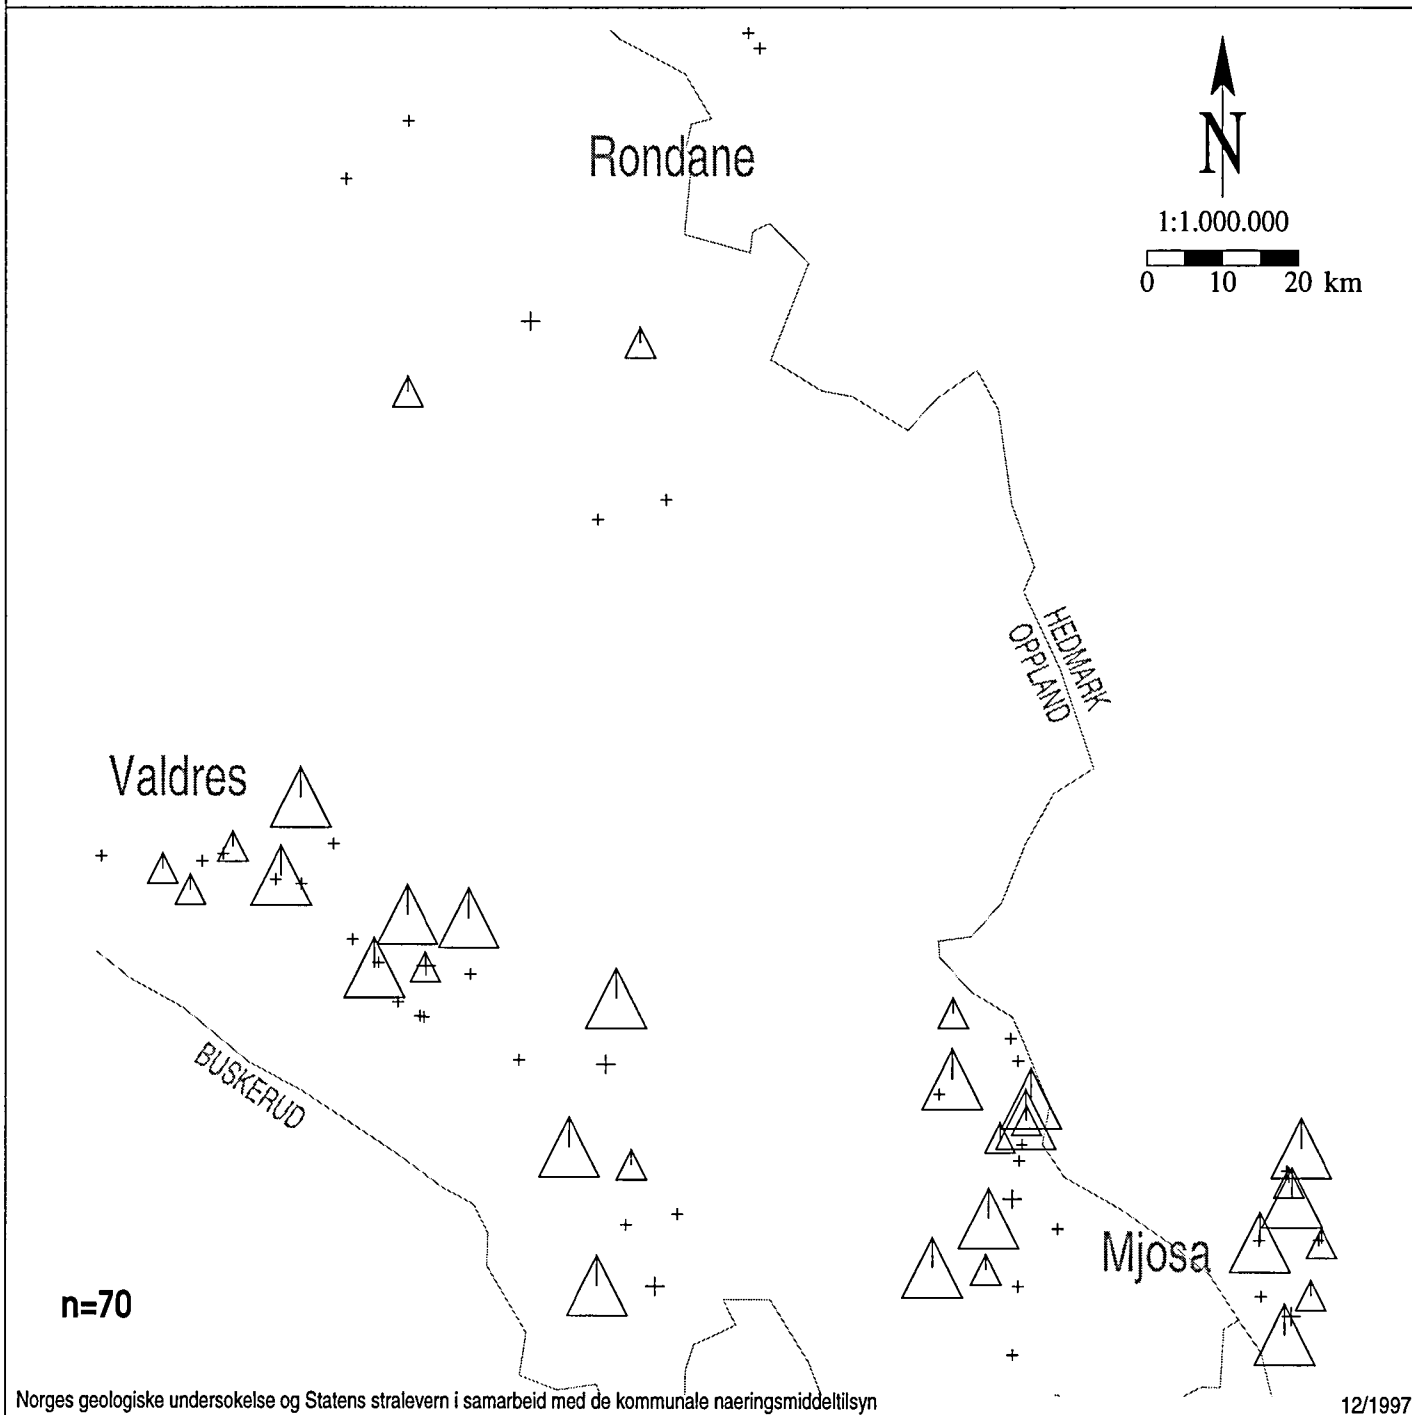 Rondane
N
1:1.000.000
0 10 20 km
HEDMARK
OPPLAND
Valdres
BUSKERUD
Mjosa
n=70
Norges geologiske undersokelse og Statens stralevern i samarbeid med de kommunale naeringsmiddeltilsyn
12/1997